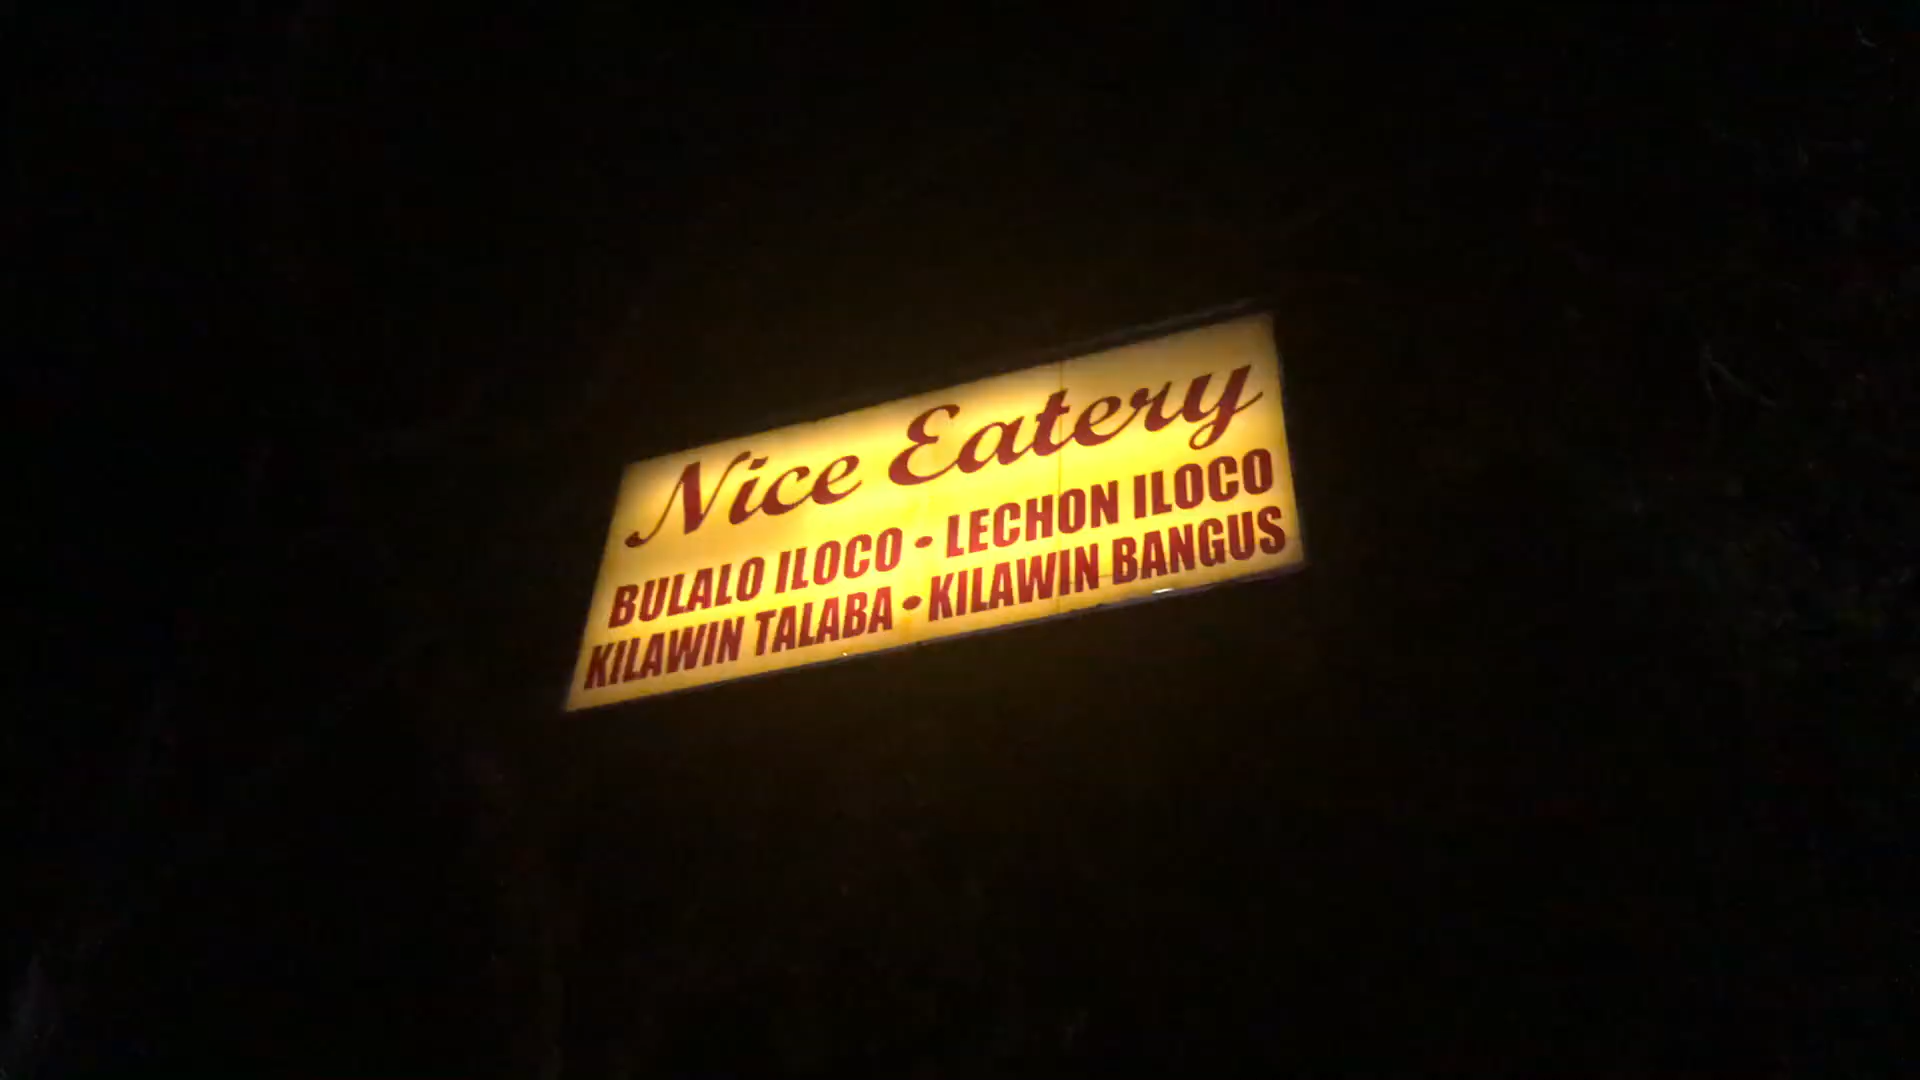 Nice Eatery
BULALO ILOCO • LECHON ILOCO
KILAWIN TALABA • KILAWIN BANGUS